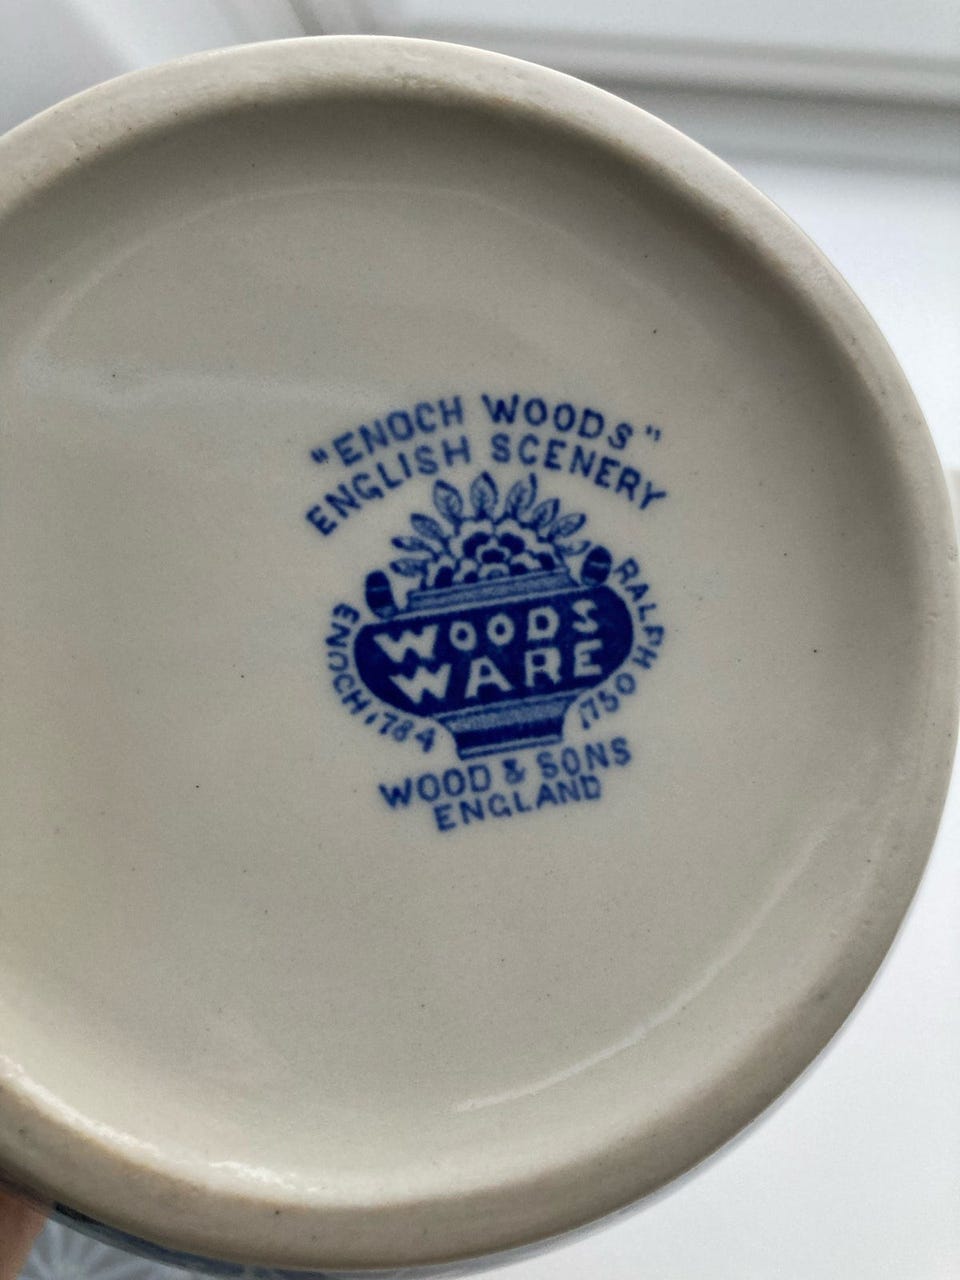 "ENOCH WOODS"
ENGLISH SCENERY
ENOCH 1784
RALPH 1750
WOODS
WARE
WOOD & SONS
ENGLAND